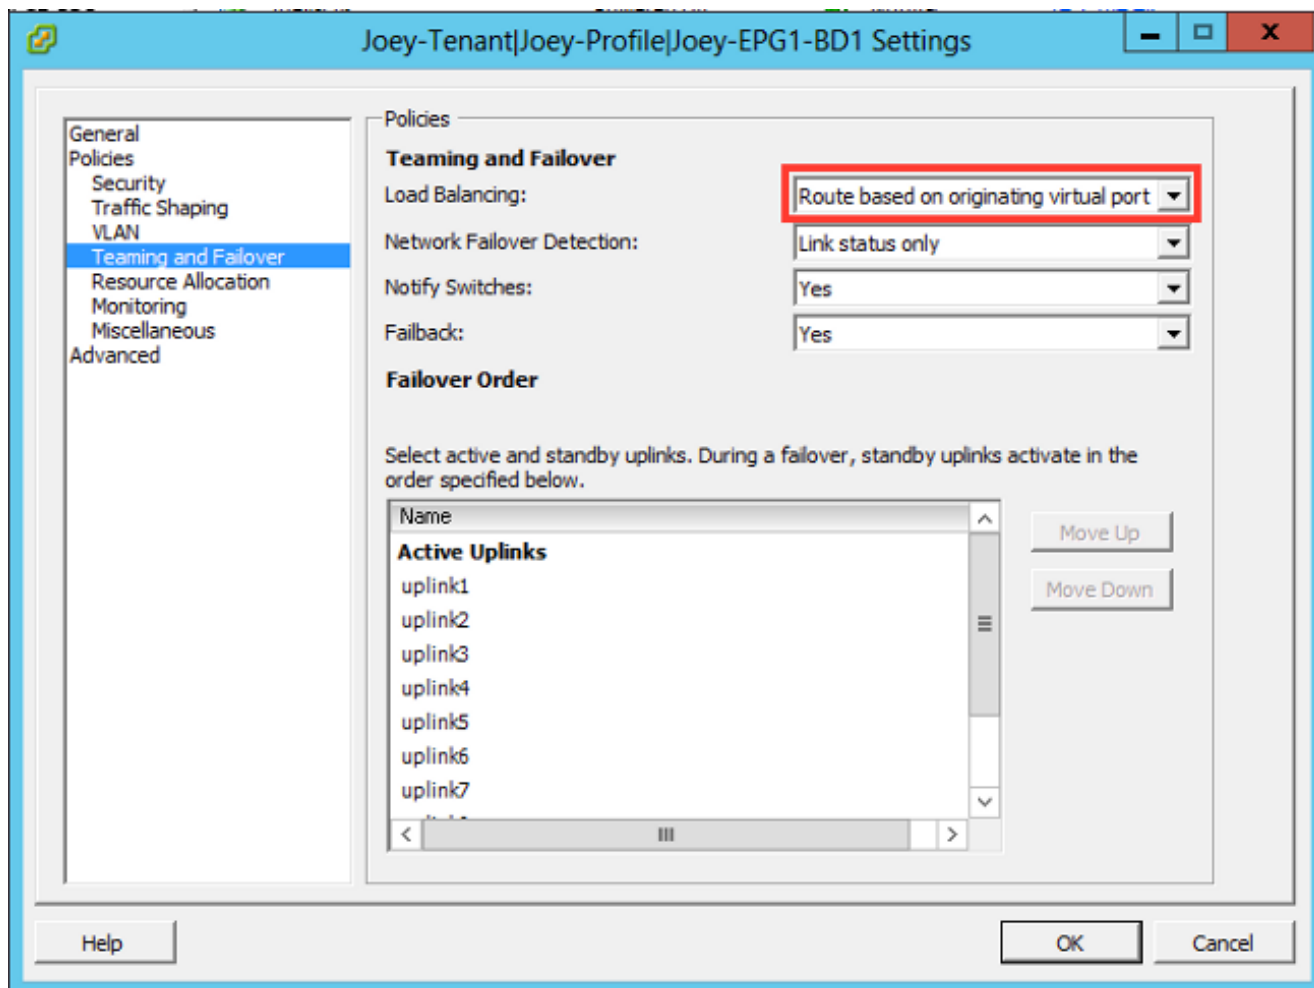 Joey-Tenant|Joey-Profile|Joey-EPG1-BD1 Settings
General
Policies
Security
Traffic Shaping
VLAN
Teaming and Failover
Resource Allocation
Monitoring
Miscellaneous
Advanced
Policies
Teaming and Failover
Load Balancing:
Route based on originating virtual port
Network Failover Detection:
Link status only
Notify Switches:
Yes
Failback:
Yes
Failover Order
Select active and standby uplinks. During a failover, standby uplinks activate in the
order specified below.
Name
Active Uplinks
uplink1
uplink2
uplink3
uplink4
uplink5
uplink6
uplink7
Move Up
Move Down
Help
OK
Cancel